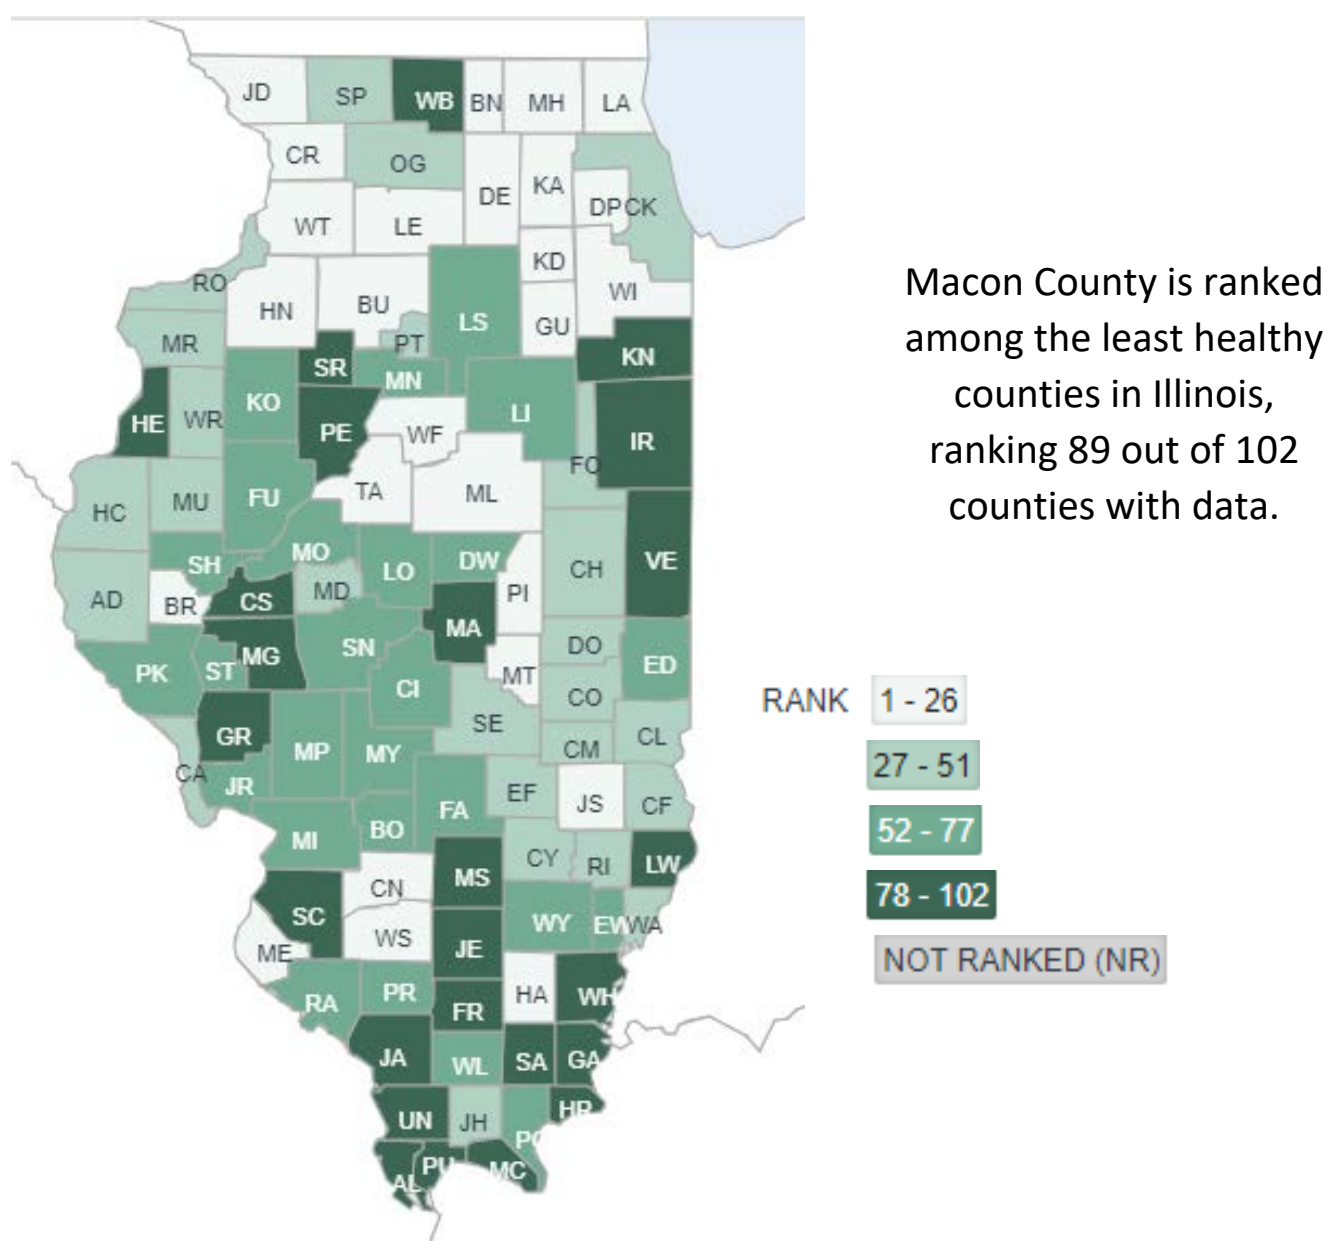 JD SP WB BN MH LA
CR OG DE KA DP CK
WT LE KD
RO HN BU LS GU WI
MR SR PT MN KN
HE WR KO PE WF LI FO IR
HC MU FU TA ML
SH MO LO DW CH VE
AD BR CS MD PI
MG SN MA DO
PK ST CI MT CO ED
GR MP MY SE CM CL
CA JR FA EF JS CF
MI BO CY RI LW
CN MS
SC WS JE WY EW WA
ME RA PR FR HA WH
JA WL SA GA
UN JH PO HR
AL PU MC
Macon County is ranked
among the least healthy
counties in Illinois,
ranking 89 out of 102
counties with data.
RANK 1 - 26
27 - 51
52 - 77
78 - 102
NOT RANKED (NR)